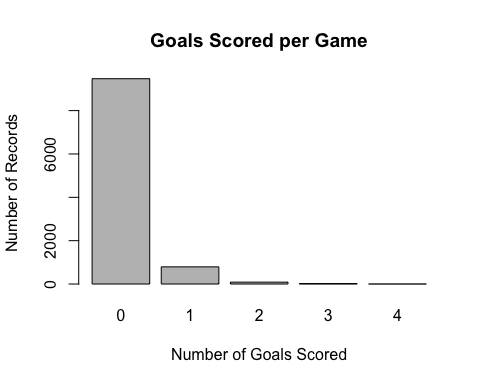 Goals Scored per Game
Number of Records
6000
2000
0
0 1 2 3 4
Number of Goals Scored